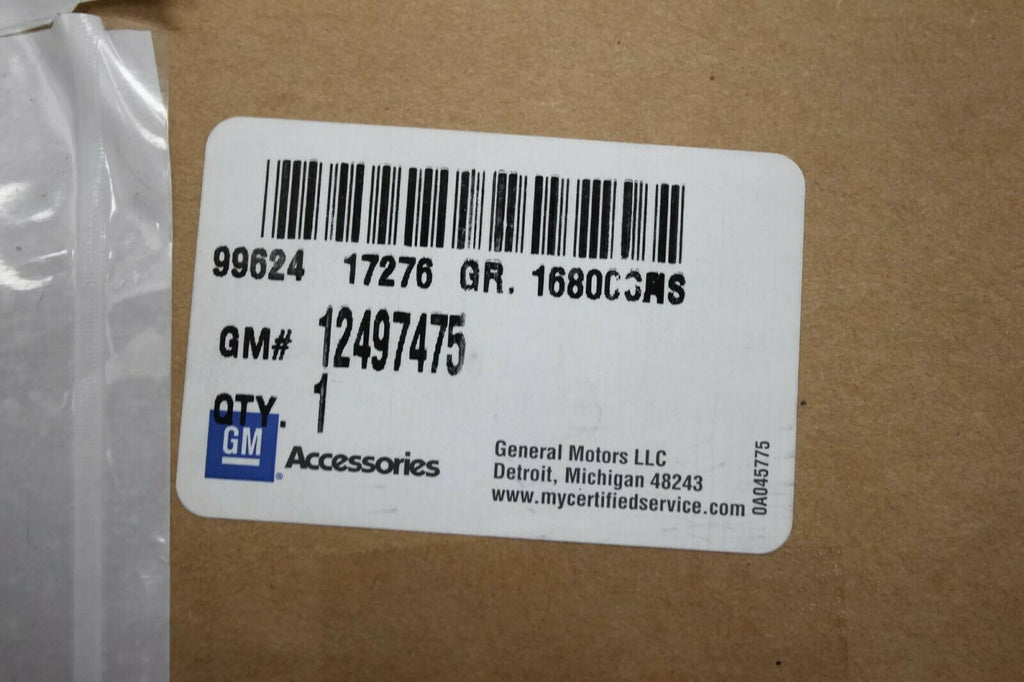 99624 17276 GR.
GM# 12497475
QTY. 1
GM
®
Accessories
General Motors LLC
Detroit, Michigan 48243
www.mycertifiedservice.com
0A045775